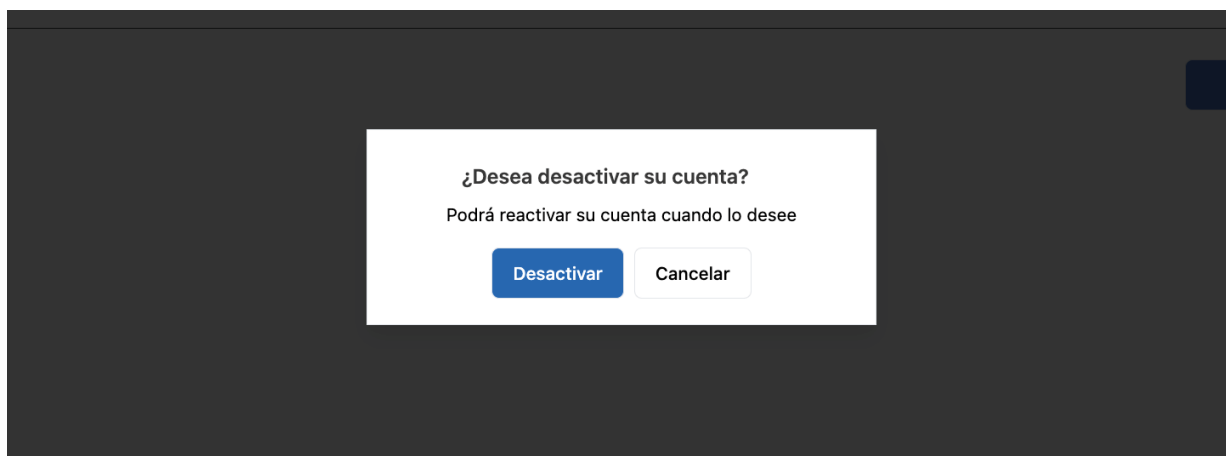 ¿Desea desactivar su cuenta?
Podrá reactivar su cuenta cuando lo desee
Desactivar
Cancelar